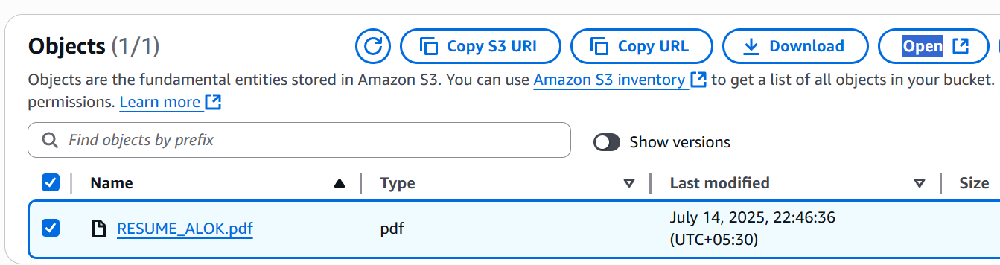 Objects (1/1)
Copy S3 URI
Copy URL
Download
Open
Objects are the fundamental entities stored in Amazon S3. You can use Amazon S3 inventory to get a list of all objects in your bucket.
permissions. Learn more
Find objects by prefix
Show versions
Name Type Last modified Size
RESUME_ALOK.pdf pdf July 14, 2025, 22:46:36
(UTC+05:30)